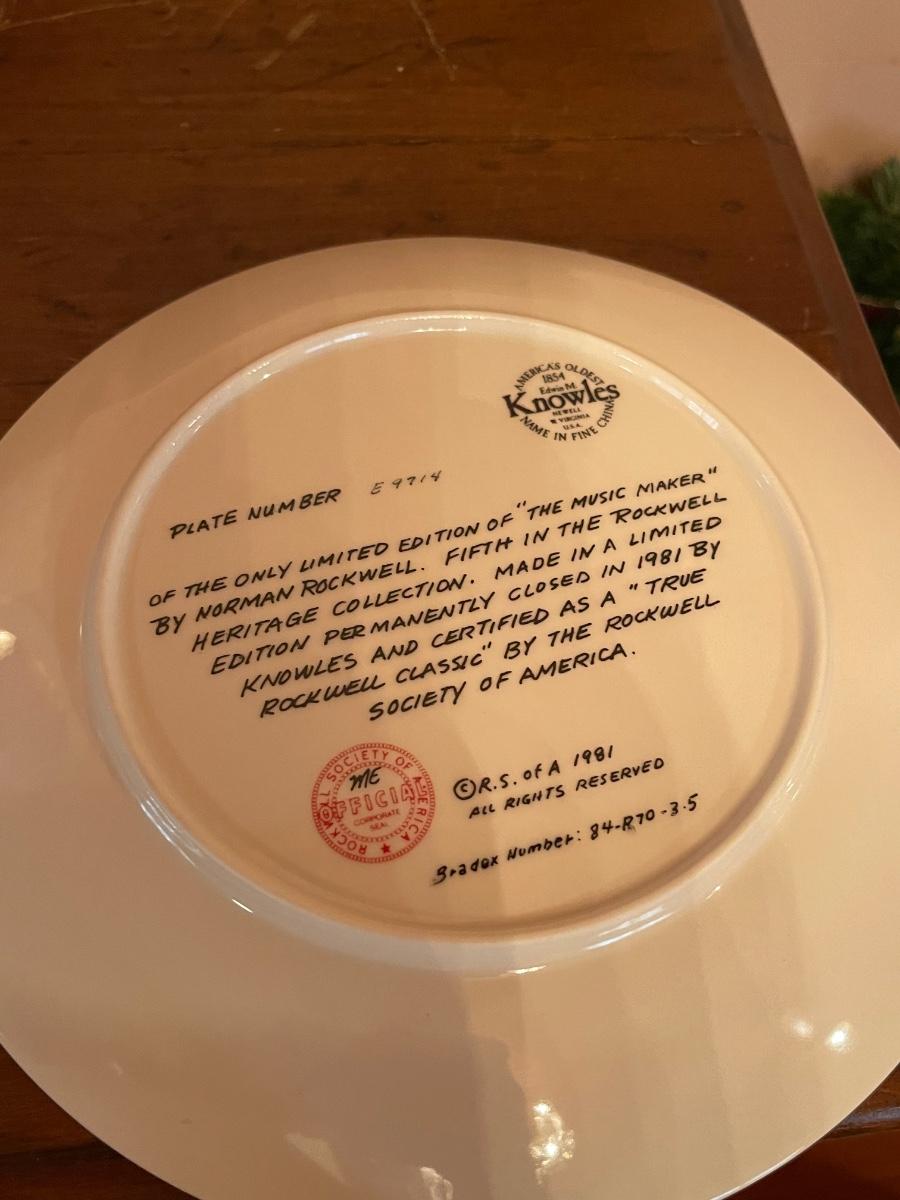 AMERICA'S OLDEST
1854
Edwin M.
Knowles
NEWELL
W VIRGINIA
U.S.A.
NAME IN FINE CHINA
PLATE NUMBER E 9714
OF THE ONLY LIMITED EDITION OF "THE MUSIC MAKER"
BY NORMAN ROCKWELL. FIFTH IN THE ROCKWELL
HERITAGE COLLECTION. MADE IN A LIMITED
EDITION PERMANENTLY CLOSED IN 1981 BY
KNOWLES AND CERTIFIED AS A "TRUE
ROCKWELL CLASSIC" BY THE ROCKWELL
SOCIETY OF AMERICA.
ROCKWELL SOCIETY OF AMERICA
ME
OFFICIAL
CORPORATE
SEAL
©R.S. of A 1981
ALL RIGHTS RESERVED
Bradex Number: 84-R70-3.5